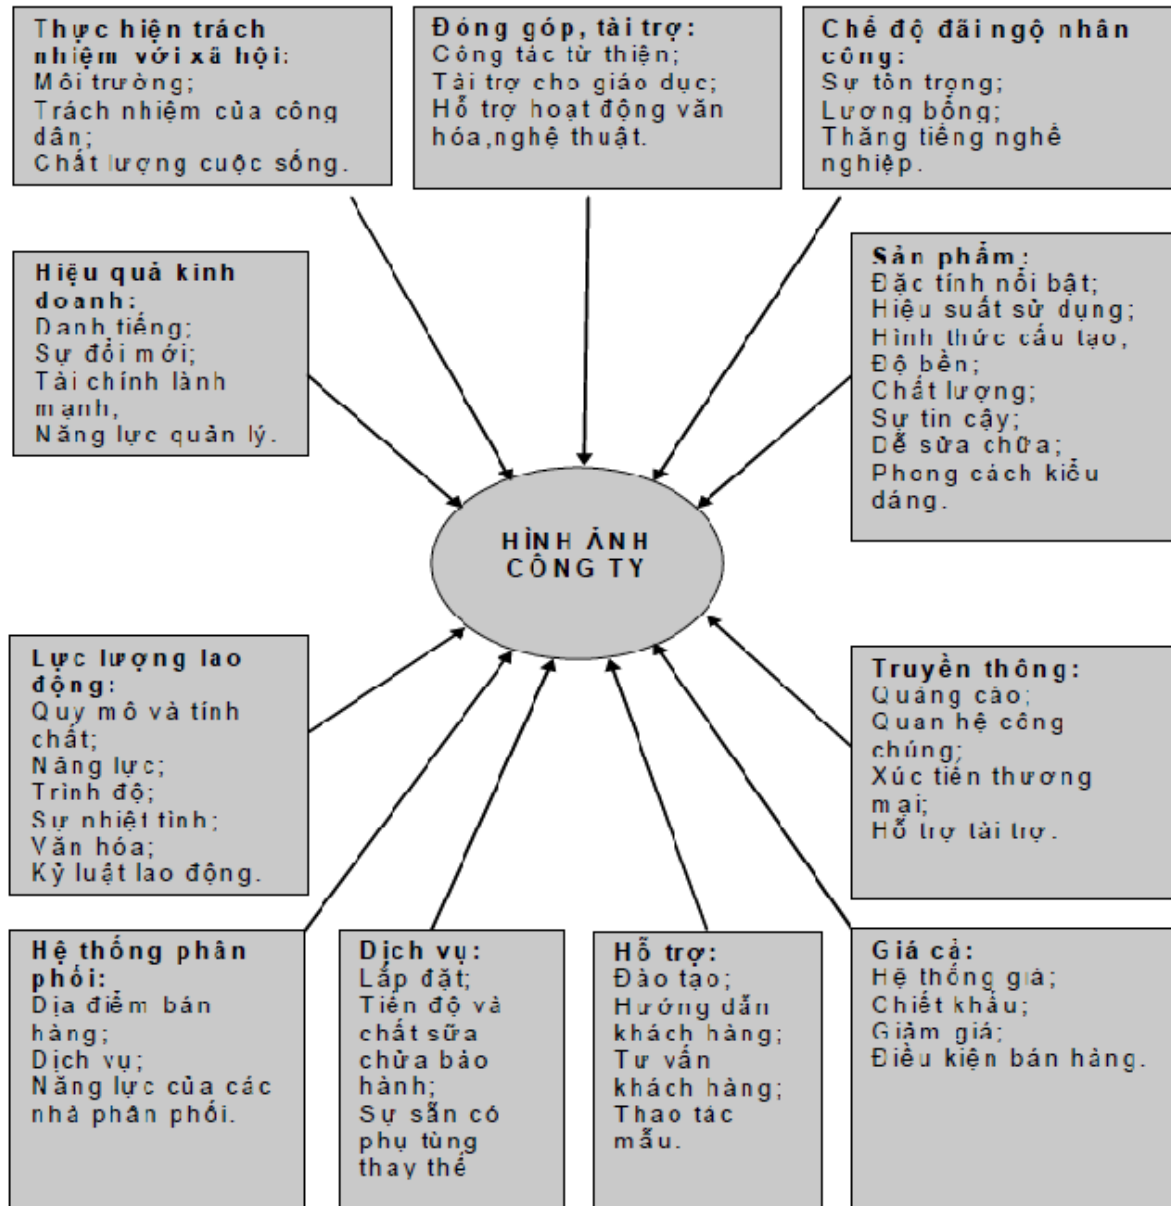 Thực hiện trách
nhiệm với xã hội:
Môi trường;
Trách nhiệm của công
dân;
Chất lượng cuộc sống.
Đóng góp, tài trợ:
Công tác từ thiện;
Tài trợ cho giáo dục;
Hỗ trợ hoạt động văn
hóa,nghệ thuật.
Chế độ đãi ngộ nhân
công:
Sự tôn trọng;
Lương bổng;
Thăng tiếng nghề
nghiệp.
Hiệu quả kinh
doanh:
Danh tiếng;
Sự đổi mới;
Tài chính lành
mạnh,
Năng lực quản lý.
Sản phẩm:
Đặc tính nổi bật;
Hiệu suất sử dụng;
Hình thức cấu tạo,
Độ bền;
Chất lượng;
Sự tin cậy;
Dễ sửa chữa;
Phong cách kiểu
dáng.
HÌNH ẢNH
CÔNG TY
Lực lượng lao
động:
Quy mô và tính
chất;
Năng lực;
Trình độ;
Sự nhiệt tình;
Văn hóa;
Kỷ luật lao động.
Truyền thông:
Quảng cáo;
Quan hệ công
chúng;
Xúc tiến thương
mại;
Hỗ trợ tài trợ.
Hệ thống phân
phối:
Địa điểm bán
hàng;
Dịch vụ;
Năng lực của các
nhà phân phối.
Dịch vụ:
Lắp đặt;
Tiến độ và
chất sữa
chửa bảo
hành;
Sự sẵn có
phụ tùng
thay thế
Hỗ trợ:
Đào tạo;
Hướng dẫn
khách hàng;
Tư vấn
khách hàng;
Thao tác
mẫu.
Giá cả:
Hệ thống giá;
Chiết khấu;
Giảm giá;
Điều kiện bán hàng.